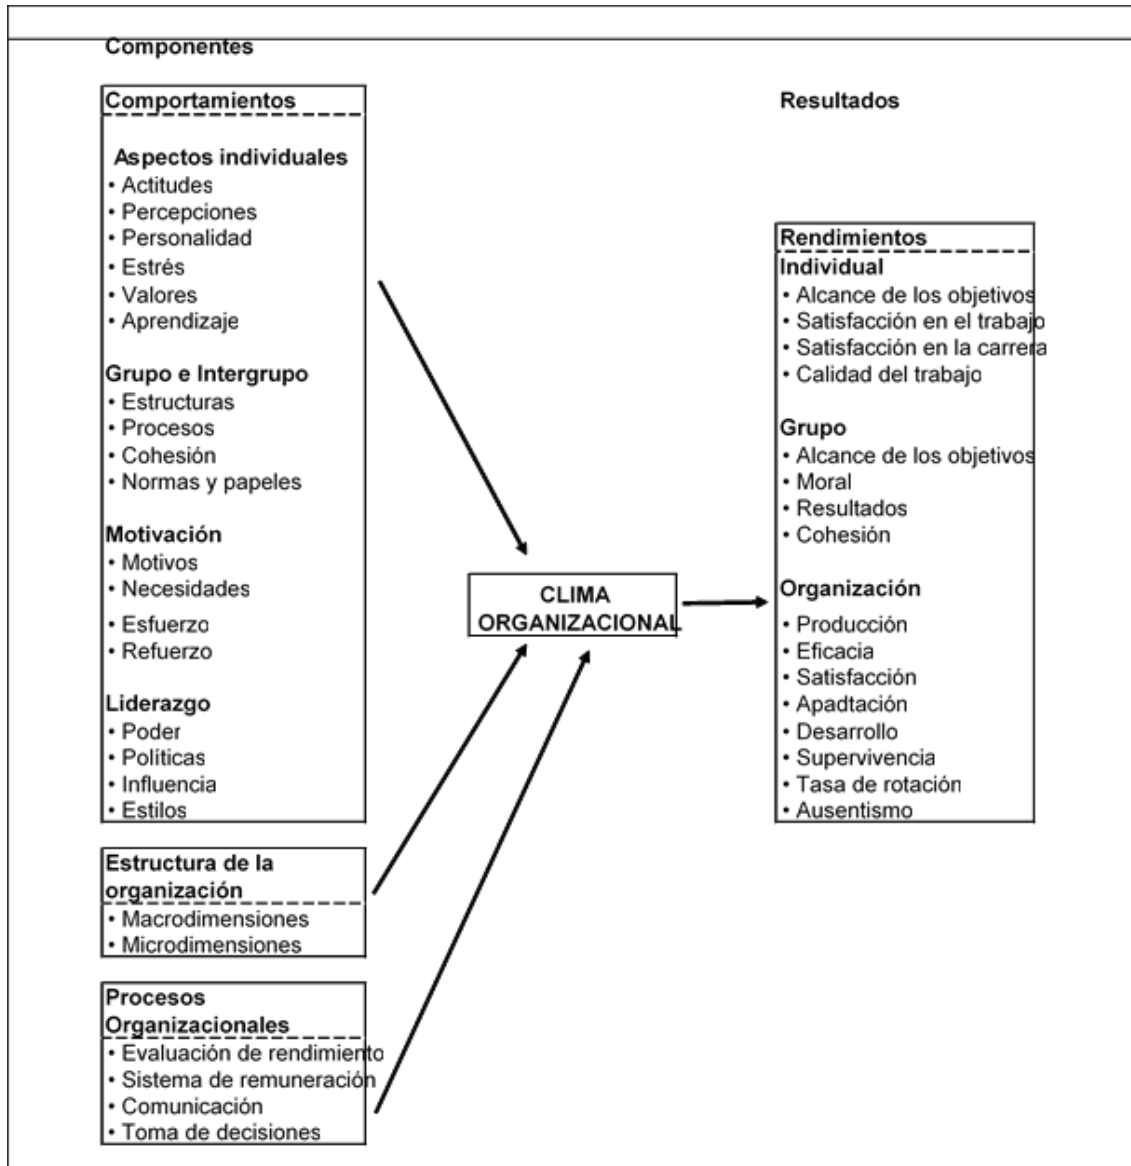 Componentes
Comportamientos
Aspectos individuales
• Actitudes
• Percepciones
• Personalidad
• Estrés
• Valores
• Aprendizaje
Grupo e Intergrupo
• Estructuras
• Procesos
• Cohesión
• Normas y papeles
Motivación
• Motivos
• Necesidades
• Esfuerzo
• Refuerzo
Liderazgo
• Poder
• Políticas
• Influencia
• Estilos
Estructura de la
organización
• Macrodimensiones
• Microdimensiones
Procesos
Organizacionales
• Evaluación de rendimiento
• Sistema de remuneración
• Comunicación
• Toma de decisiones
CLIMA
ORGANIZACIONAL
Resultados
Rendimientos
Individual
• Alcance de los objetivos
• Satisfacción en el trabajo
• Satisfacción en la carrera
• Calidad del trabajo
Grupo
• Alcance de los objetivos
• Moral
• Resultados
• Cohesión
Organización
• Producción
• Eficacia
• Satisfacción
• Apadtación
• Desarrollo
• Supervivencia
• Tasa de rotación
• Ausentismo